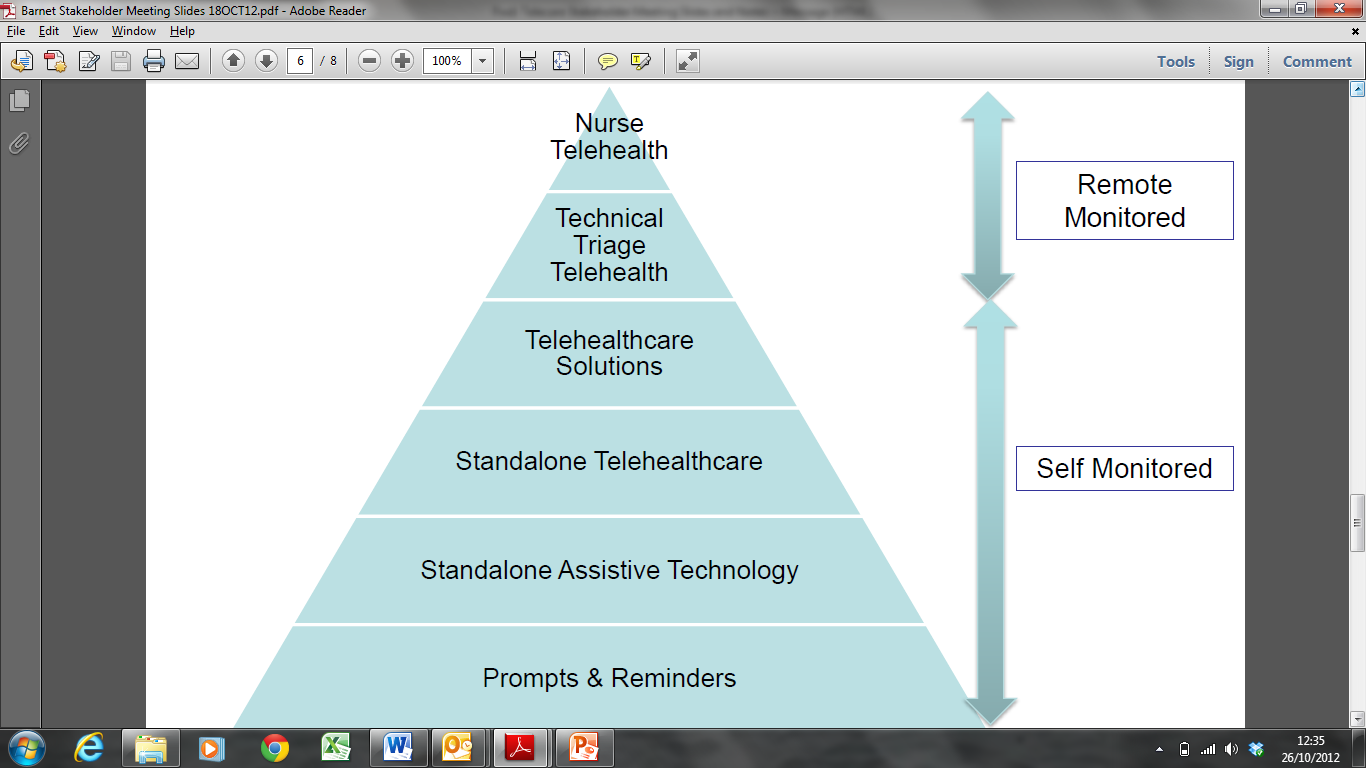 Barnet Stakeholder Meeting Slides 18OCT12.pdf - Adobe Reader
File Edit View Window Help
6 / 8 100% Tools Sign Comment
Nurse
Telehealth
Technical
Triage
Telehealth
Remote
Monitored
Telehealthcare
Solutions
Standalone Telehealthcare
Self Monitored
Standalone Assistive Technology
Prompts & Reminders
12:35
26/10/2012